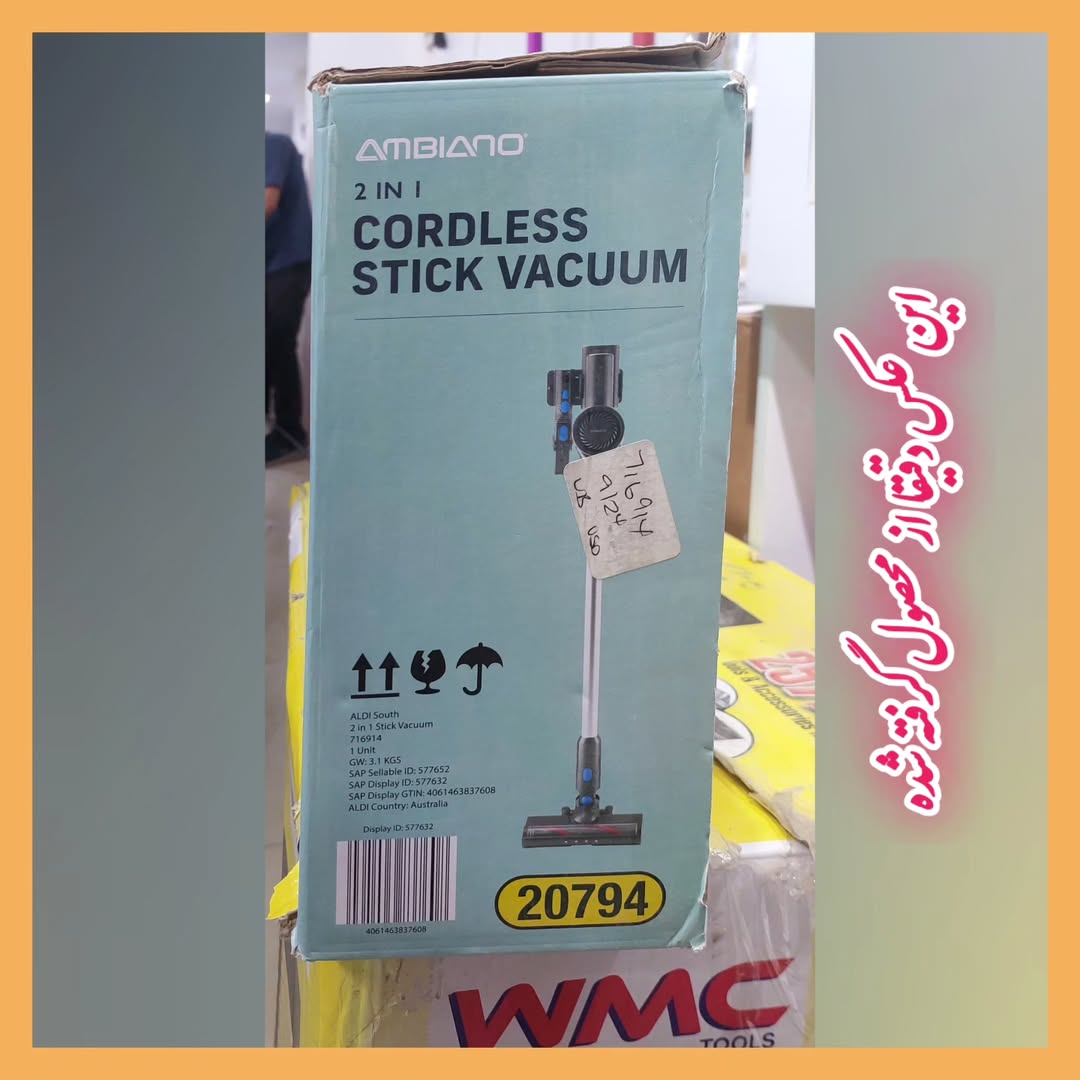 AMBIANO
2 IN 1
CORDLESS
STICK VACUUM
716914
9/24
ALDI South
2 in 1 Stick Vacuum
716914
1 Unit
GW: 3.1 KGS
SAP Sellable ID: 577652
SAP Display ID: 577632
SAP Display GTIN: 4061463837608
ALDI Country: Australia
Display ID: 577632
4061463837608
20794
WMC
TOOLS
این عکس دقیقا از محصول گرفته شده